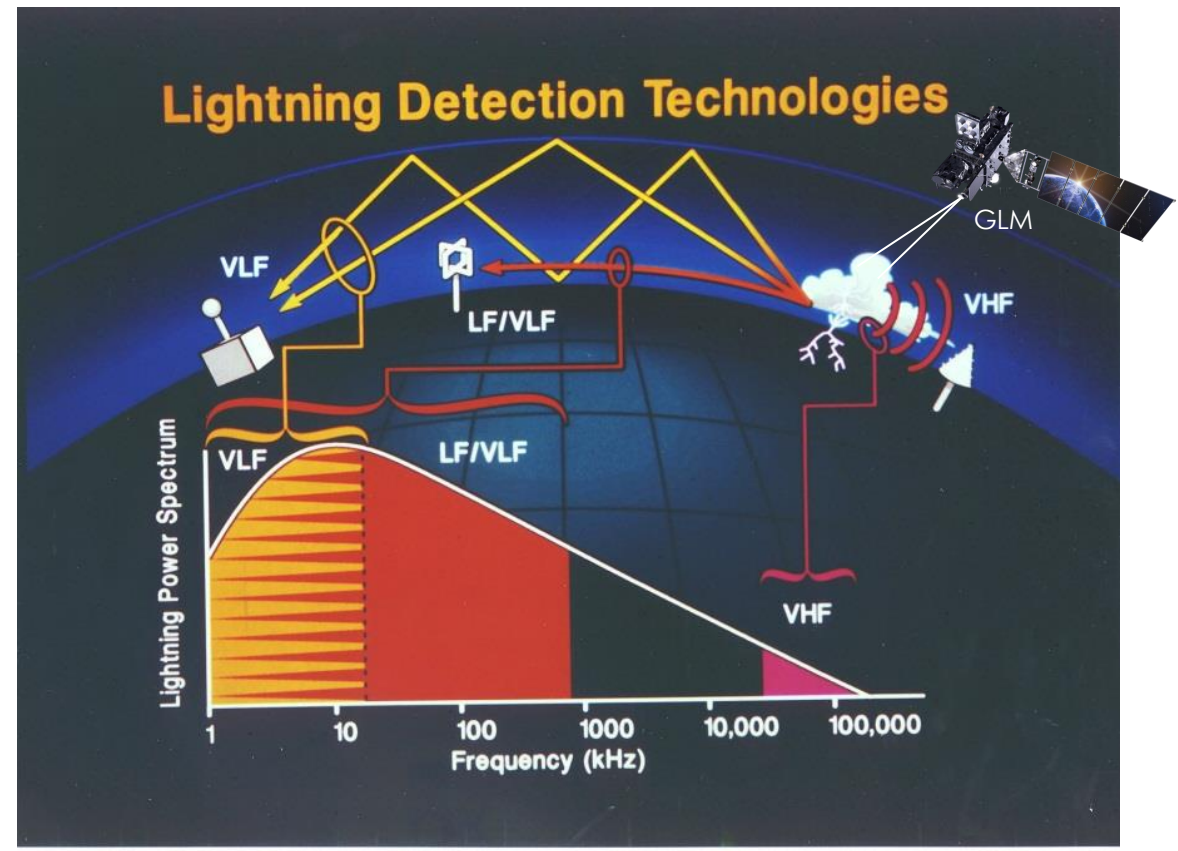 Lightning Detection Technologies
GLM
VLF
VHF
LF/VLF
VLF
LF/VLF
VHF
Lightning Power Spectrum
1
10
100
1000
10,000
100,000
Frequency (kHz)